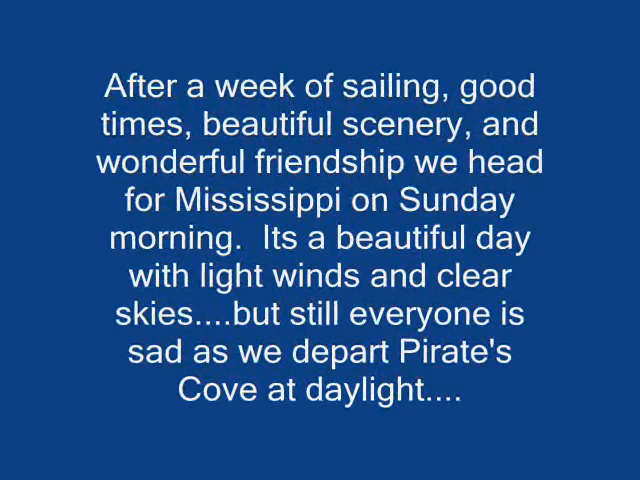 After a week of sailing, good
times, beautiful scenery, and
wonderful friendship we head
for Mississippi on Sunday
morning.  Its a beautiful day
with light winds and clear
skies....but still everyone is
sad as we depart Pirate's
Cove at daylight....